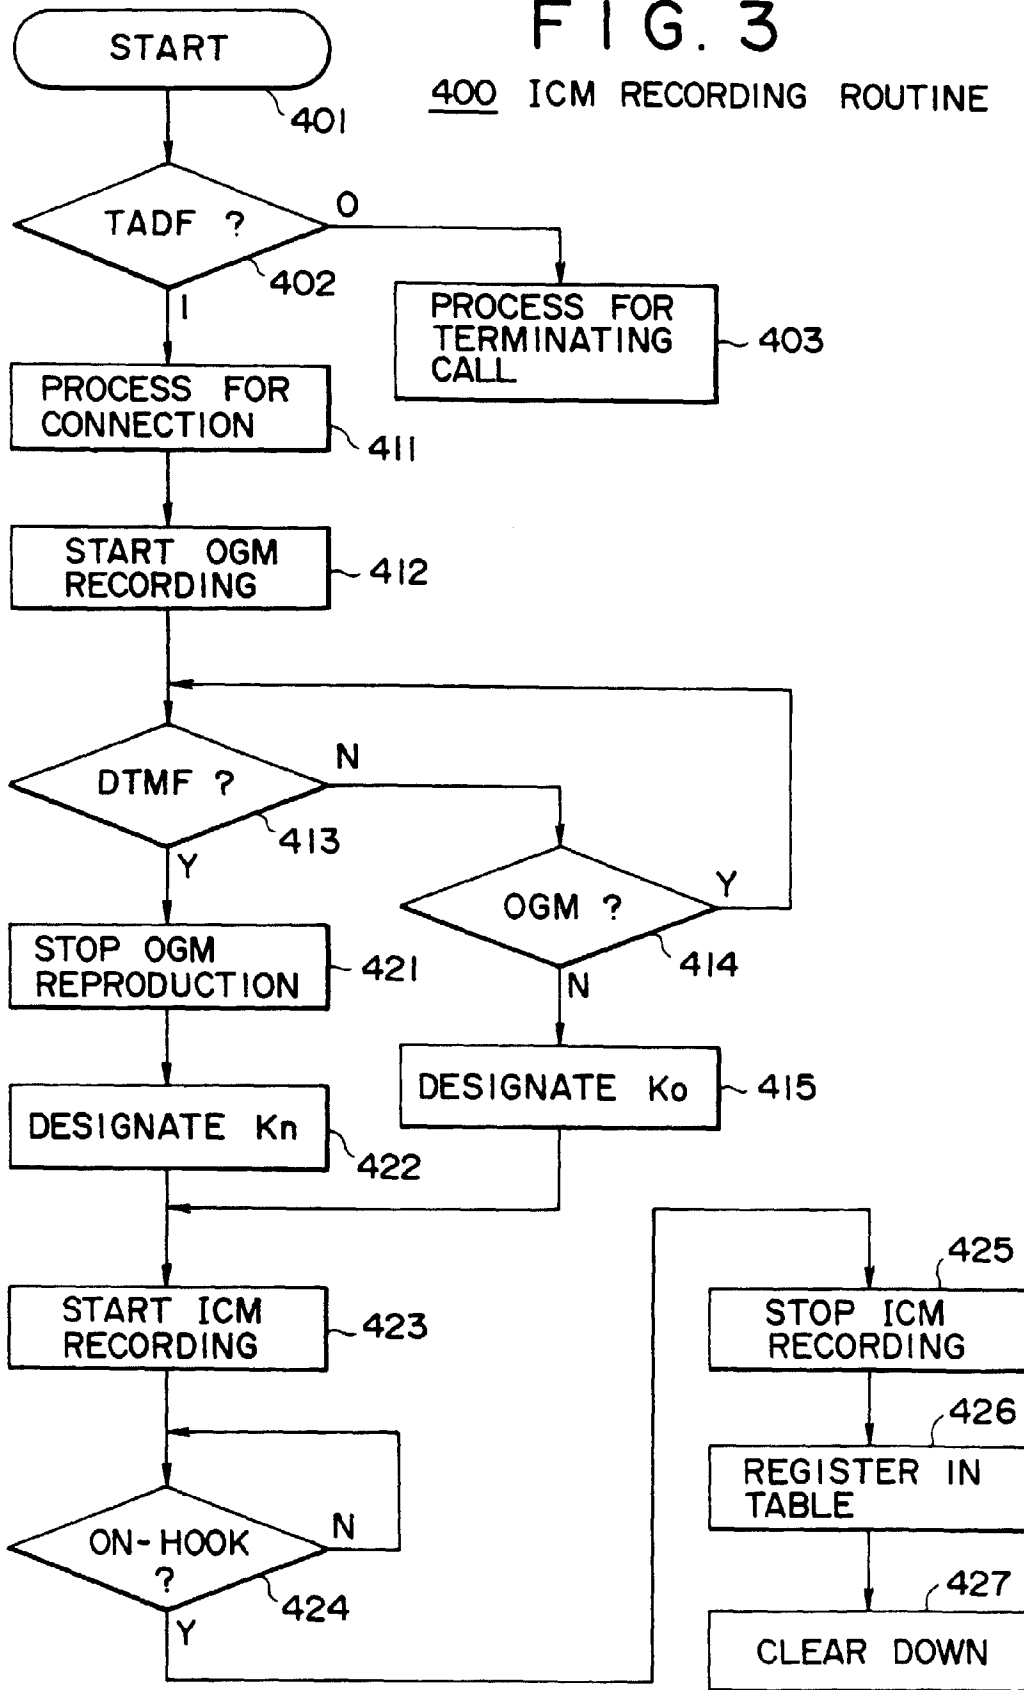 FIG. 3
400 ICM RECORDING ROUTINE
START
401
TADF ?
0
402
1
PROCESS FOR
TERMINATING
CALL
403
PROCESS FOR
CONNECTION
411
START OGM
RECORDING
412
DTMF ?
N
413
Y
OGM ?
Y
414
N
STOP OGM
REPRODUCTION
421
DESIGNATE Ko
415
DESIGNATE Kn
422
START ICM
RECORDING
423
ON-HOOK
?
N
424
Y
425
STOP ICM
RECORDING
426
REGISTER IN
TABLE
427
CLEAR DOWN